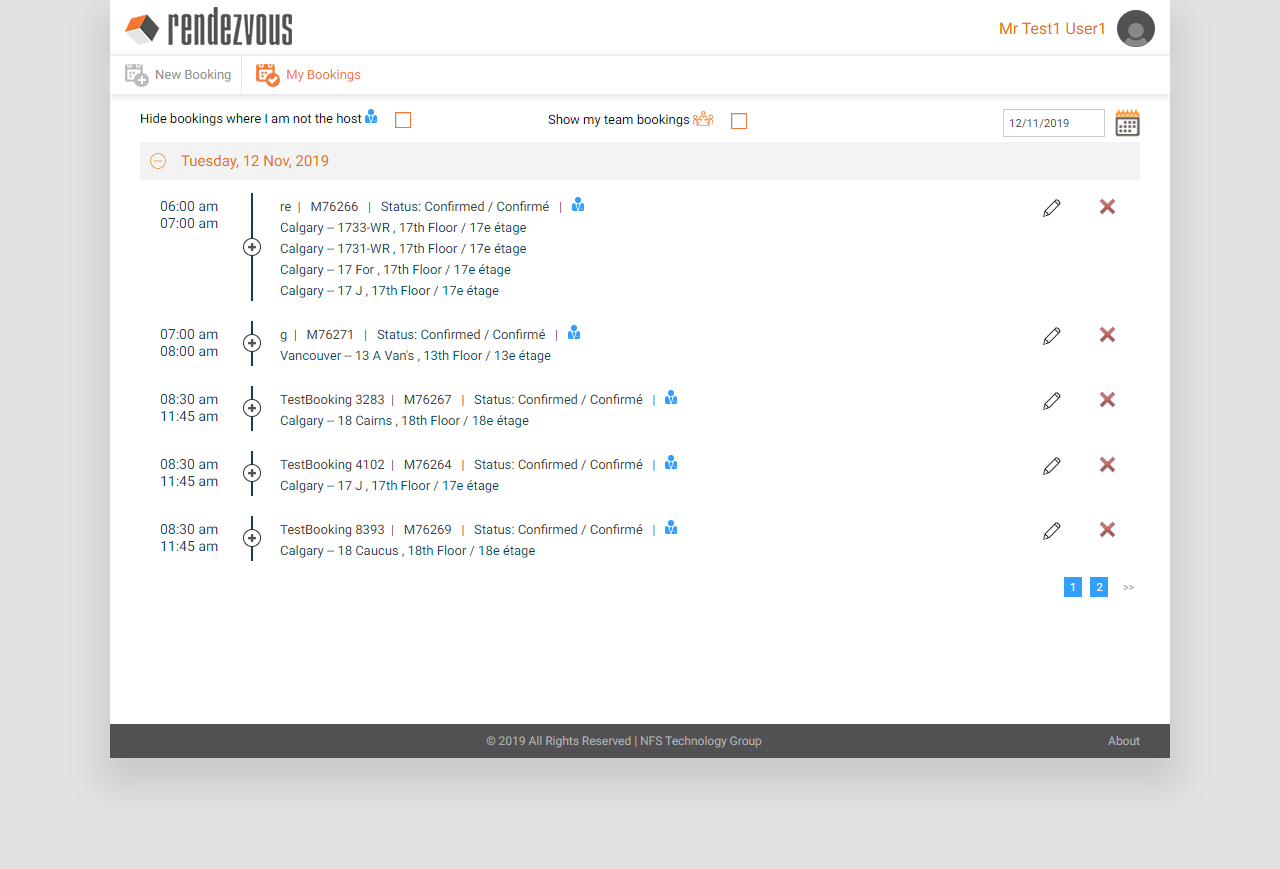 rendezvous
Mr Test1 User1
New Booking
My Bookings
Hide bookings where I am not the host
Show my team bookings
12/11/2019
Tuesday, 12 Nov, 2019
06:00 am
07:00 am
re | M76266 | Status: Confirmed / Confirmé |
Calgary -- 1733-WR , 17th Floor / 17e étage
Calgary -- 1731-WR , 17th Floor / 17e étage
Calgary -- 17 For , 17th Floor / 17e étage
Calgary -- 17 J , 17th Floor / 17e étage
07:00 am
08:00 am
g | M76271 | Status: Confirmed / Confirmé |
Vancouver -- 13 A Van's , 13th Floor / 13e étage
08:30 am
11:45 am
TestBooking 3283 | M76267 | Status: Confirmed / Confirmé |
Calgary -- 18 Cairns , 18th Floor / 18e étage
08:30 am
11:45 am
TestBooking 4102 | M76264 | Status: Confirmed / Confirmé |
Calgary -- 17 J , 17th Floor / 17e étage
08:30 am
11:45 am
TestBooking 8393 | M76269 | Status: Confirmed / Confirmé |
Calgary -- 18 Caucus , 18th Floor / 18e étage
1 2 >>
© 2019 All Rights Reserved | NFS Technology Group
About